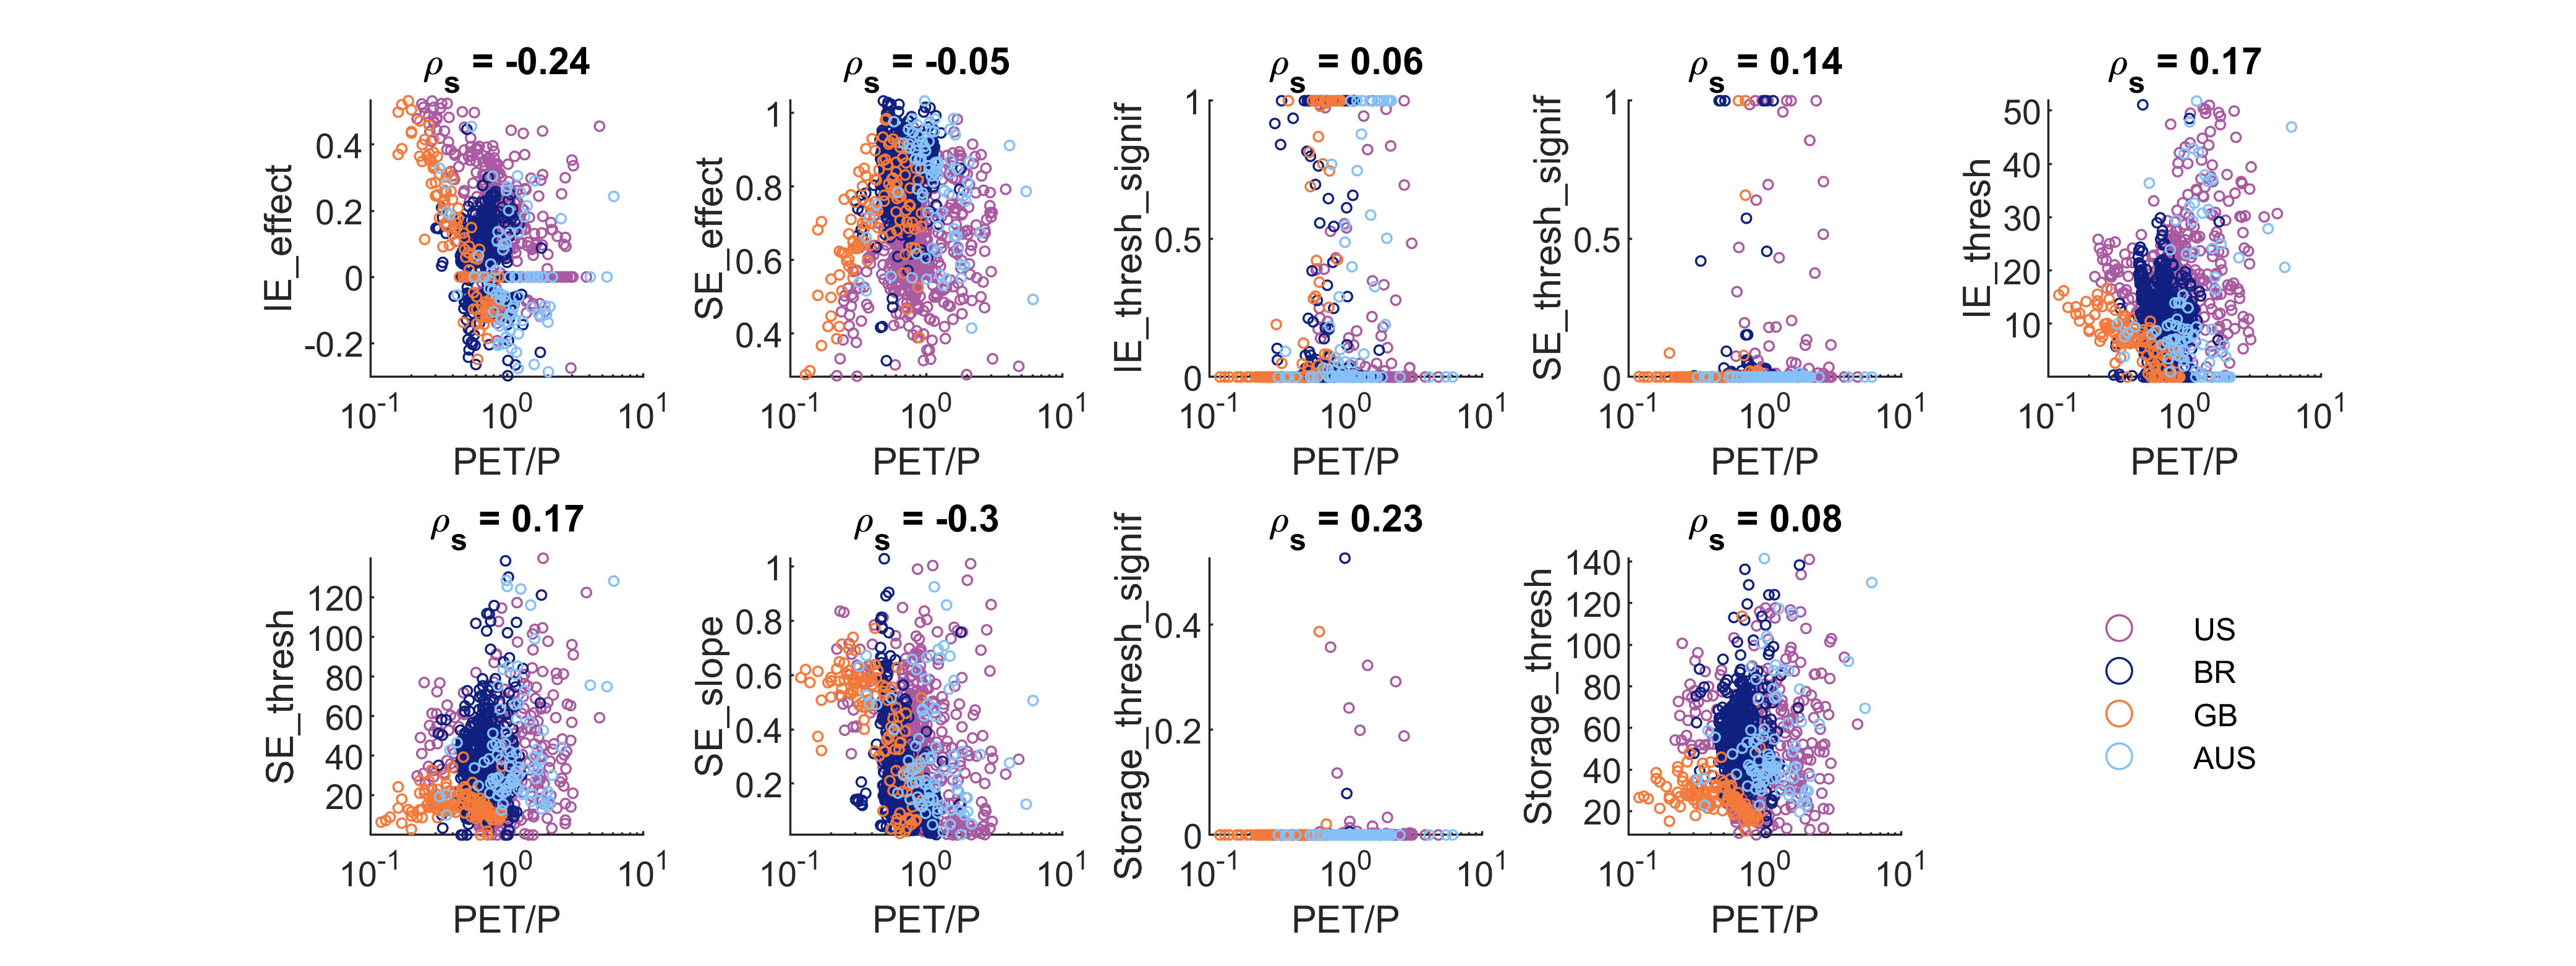 ρs = -0.24
IE_effect
0.4
0.2
0
-0.2
10-1 100 101
PET/P
ρs = -0.05
SE_effect
1
0.8
0.6
0.4
10-1 100 101
PET/P
ρs = 0.06
IE_thresh_signif
1
0.5
0
10-1 100 101
PET/P
ρs = 0.14
SE_thresh_signif
1
0.5
0
10-1 100 101
PET/P
ρs = 0.17
IE_thresh
50
40
30
20
10
10-1 100 101
PET/P
ρs = 0.17
SE_thresh
120
100
80
60
40
20
10-1 100 101
PET/P
ρs = -0.3
SE_slope
1
0.8
0.6
0.4
0.2
10-1 100 101
PET/P
ρs = 0.23
Storage_thresh_signif
0.4
0.2
0
10-1 100 101
PET/P
ρs = 0.08
Storage_thresh
140
120
100
80
60
40
20
10-1 100 101
PET/P
US
BR
GB
AUS